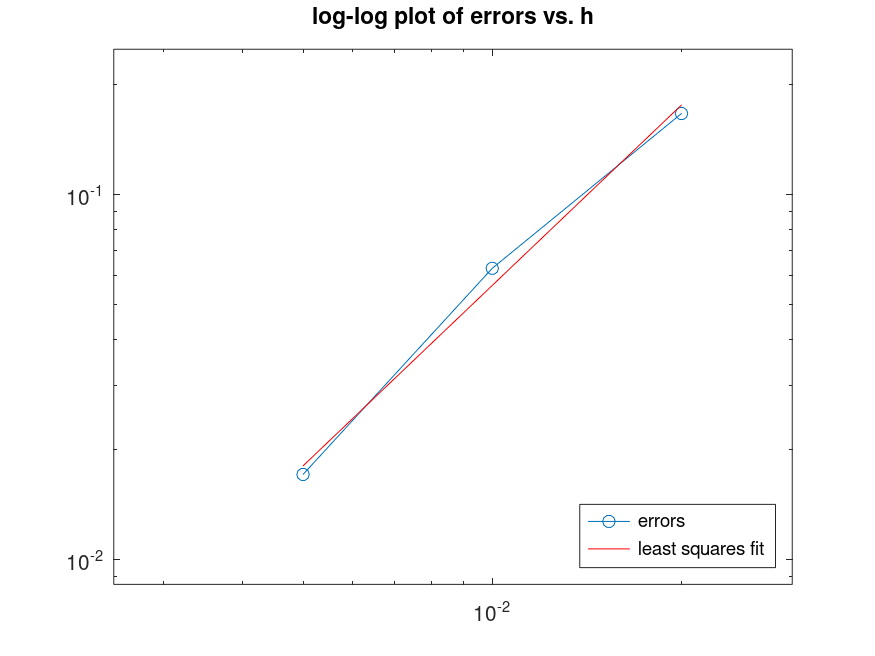 log-log plot of errors vs. h
10^-1
10^-2
10^-2
errors
least squares fit